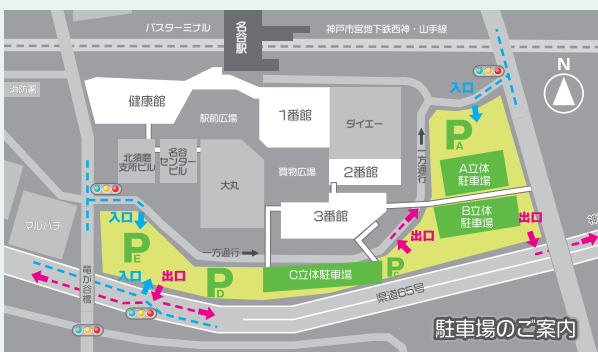 バスターミナル
名谷駅
神戸市営地下鉄西神・山手線
消防署
入口
N
健康館
駅前広場
1番館
ダイエー
P
A
一方通行
北須磨
支所ビル
名谷
センター
ビル
大丸
買物広場
2番館
A立体
駐車場
マルハチ
入口
3番館
B立体
駐車場
出口
神
P
E
一方通行
出口
竜が谷橋
入口
出口
P
D
C立体駐車場
P
C
県道65号
駐車場のご案内